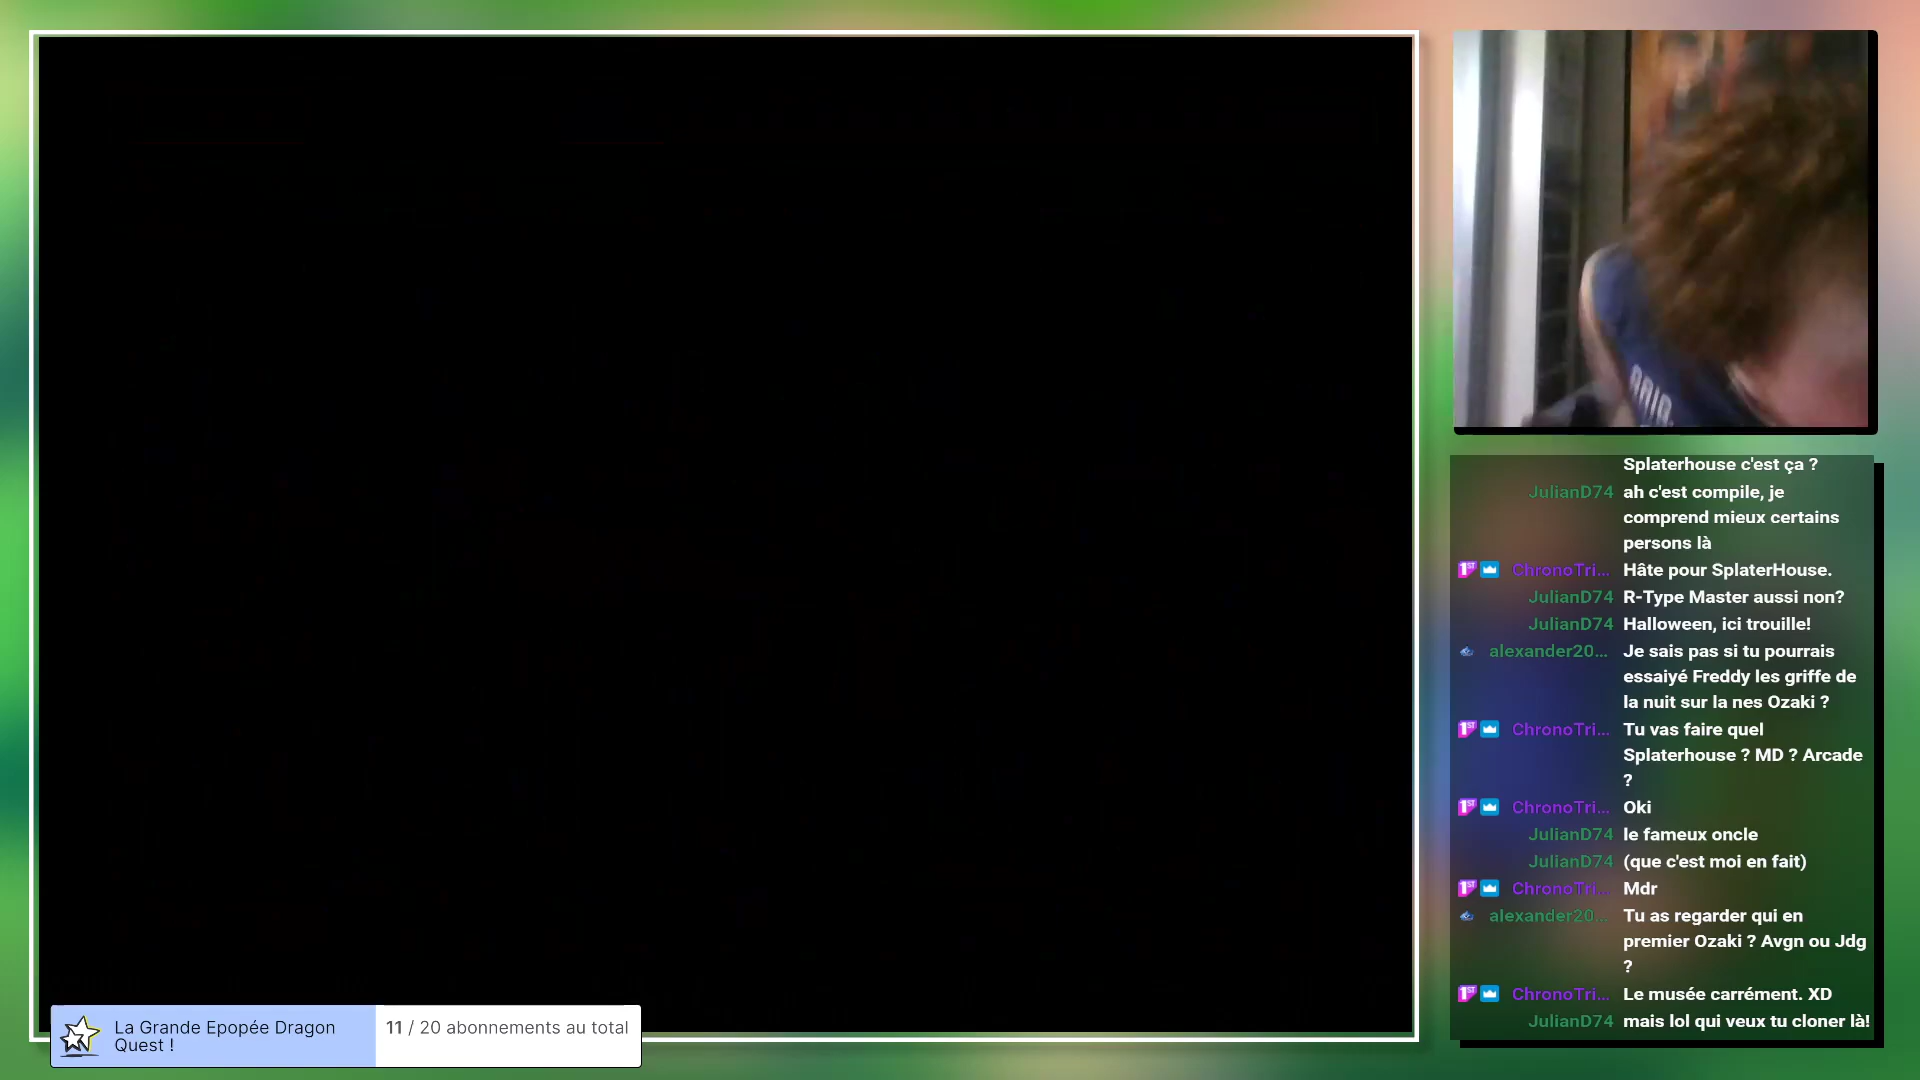 Splaterhouse c'est ça ?
JulianD74 ah c'est compile, je
comprend mieux certains
persons là
ChronoTri... Hâte pour SplaterHouse.
JulianD74 R-Type Master aussi non?
JulianD74 Halloween, ici trouille!
alexander20... Je sais pas si tu pourrais
essaiyé Freddy les griffe de
la nuit sur la nes Ozaki ?
ChronoTri... Tu vas faire quel
Splaterhouse ? MD ? Arcade
?
ChronoTri... Oki
JulianD74 le fameux oncle
JulianD74 (que c'est moi en fait)
ChronoTri... Mdr
alexander20... Tu as regarder qui en
premier Ozaki ? Avgn ou Jdg
?
ChronoTri... Le musée carrément. XD
JulianD74 mais lol qui veux tu cloner là!
La Grande Epopée Dragon
Quest !
11 / 20 abonnements au total